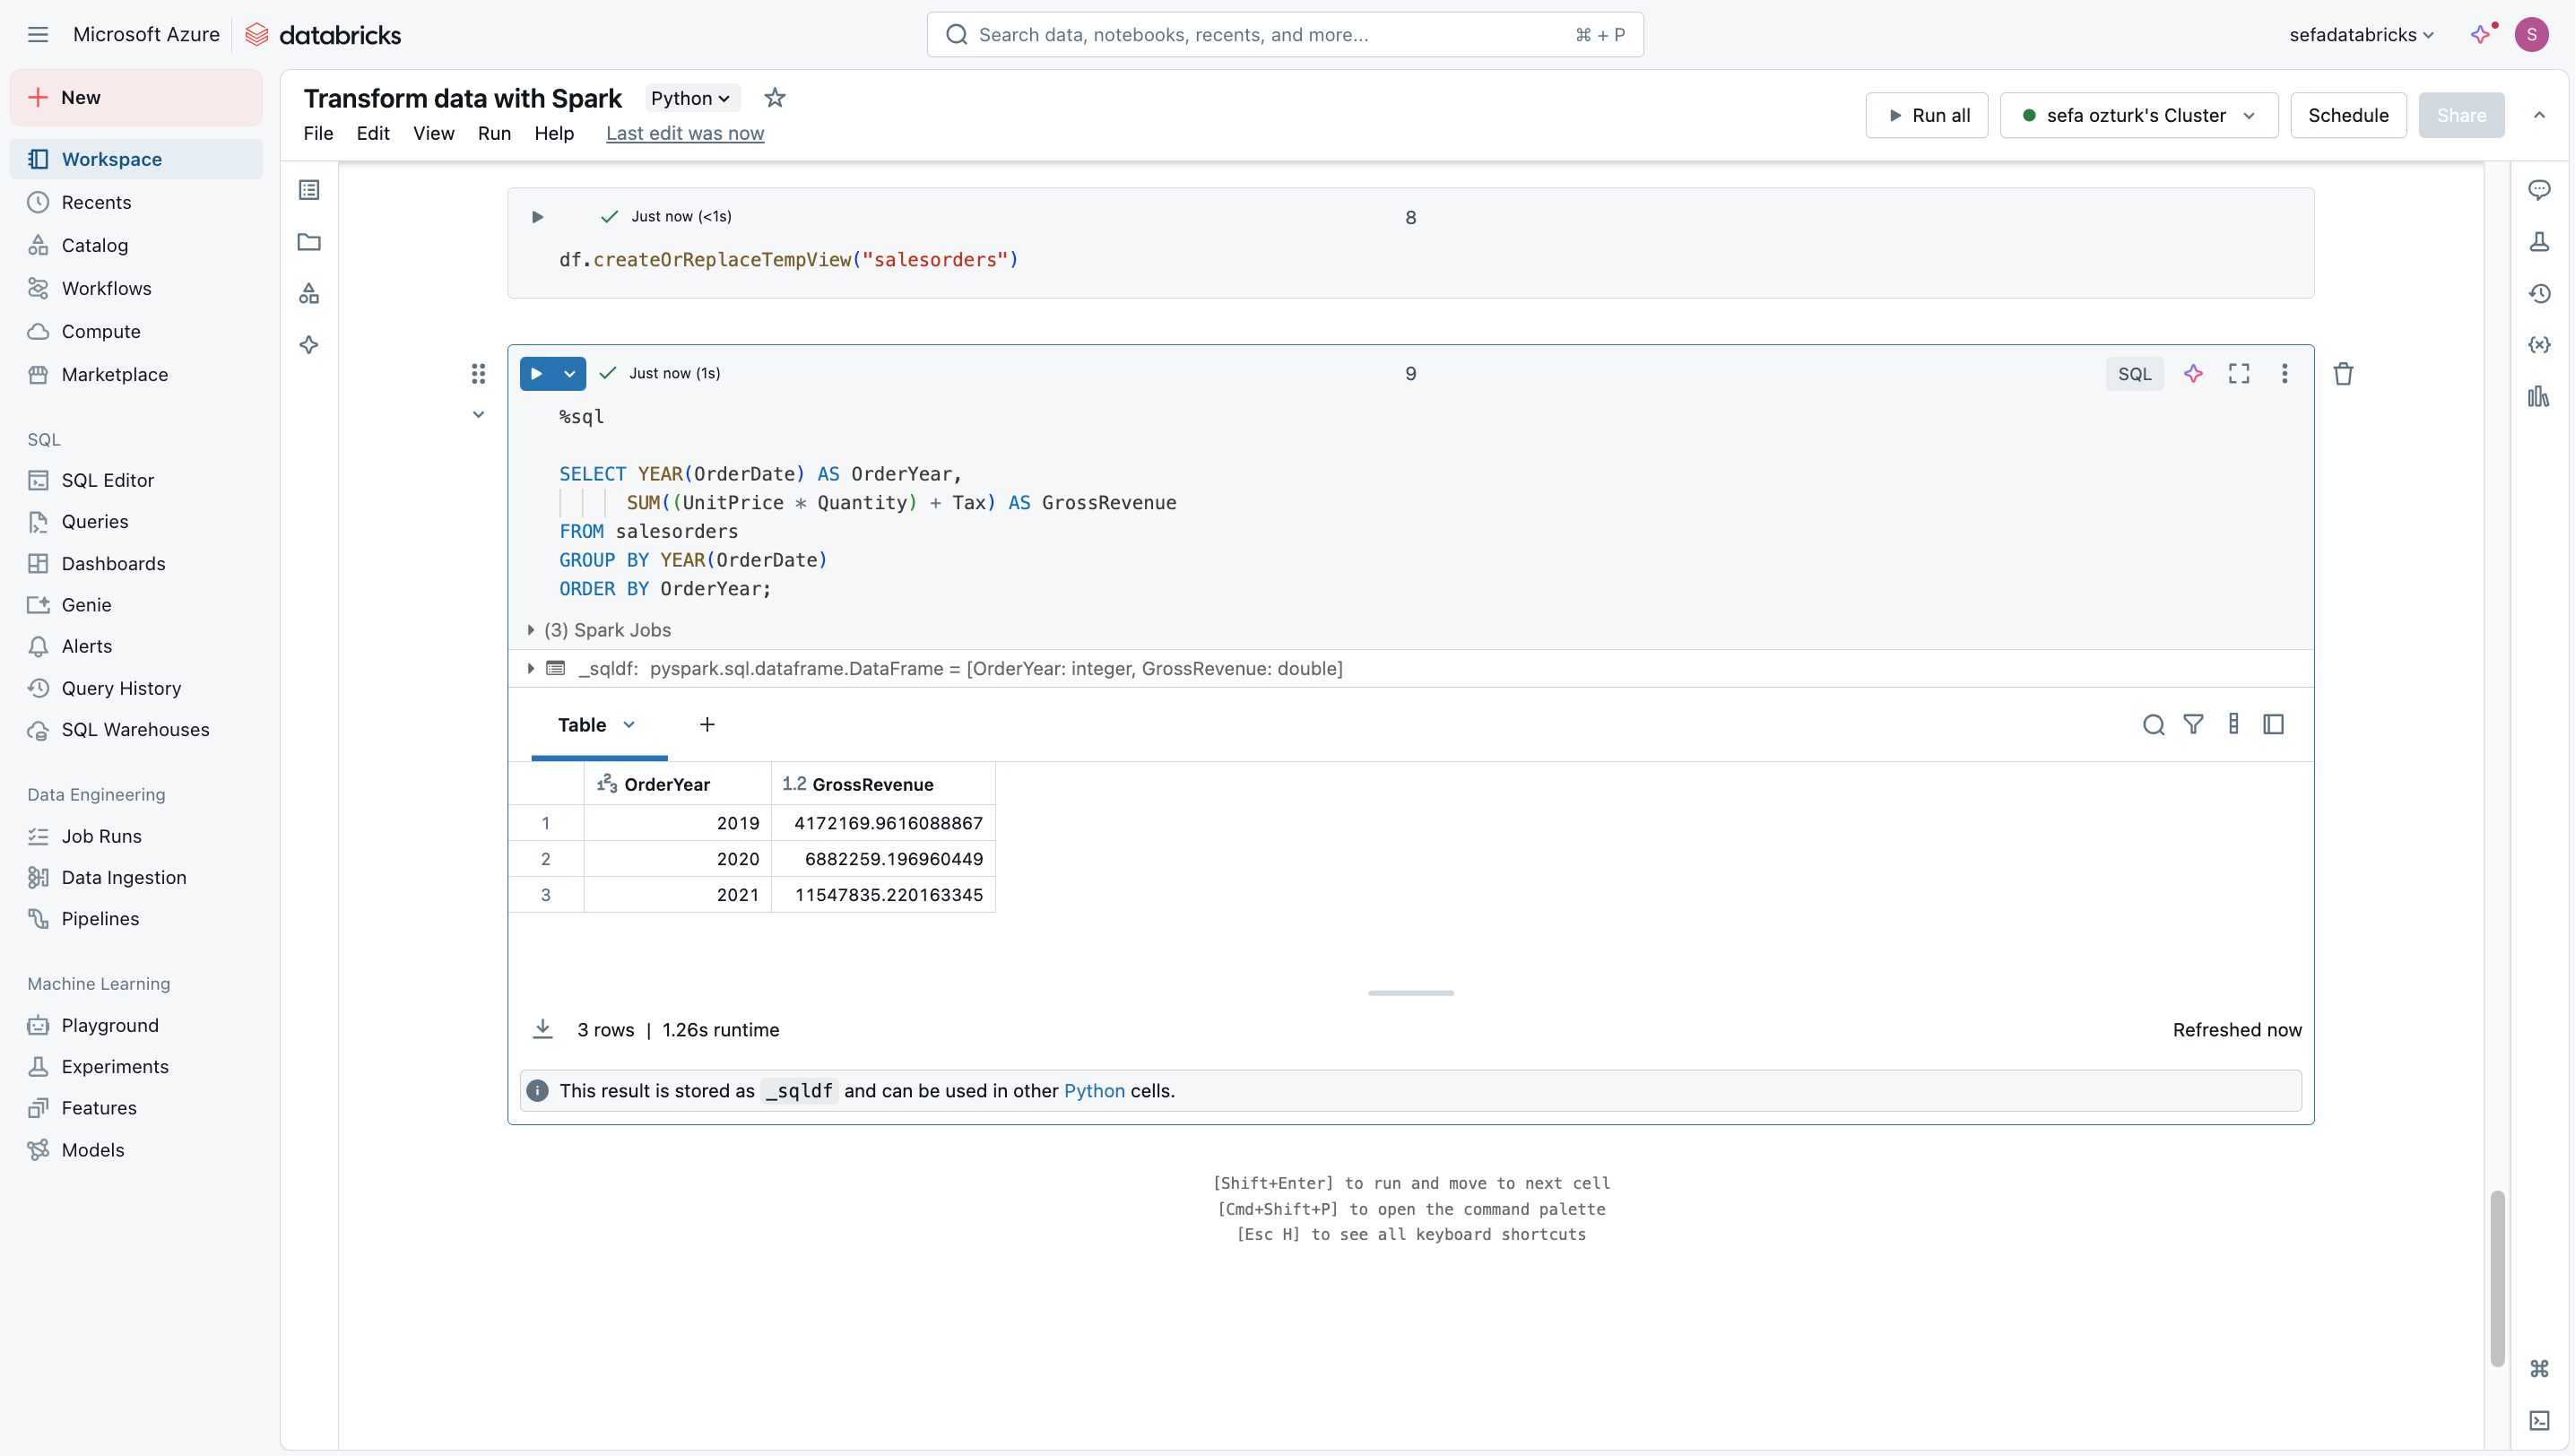 Microsoft Azure databricks
Search data, notebooks, recents, and more... ⌘ + P
sefadatabricks S
New
Workspace
Recents
Catalog
Workflows
Compute
Marketplace
SQL
SQL Editor
Queries
Dashboards
Genie
Alerts
Query History
SQL Warehouses
Data Engineering
Job Runs
Data Ingestion
Pipelines
Machine Learning
Playground
Experiments
Features
Models
Transform data with Spark Python
File Edit View Run Help Last edit was now
Run all sefa ozturk's Cluster Schedule Share
Just now (<1s) 8
df.createOrReplaceTempView("salesorders")
Just now (1s) 9 SQL
%sql
SELECT YEAR(OrderDate) AS OrderYear,
SUM((UnitPrice * Quantity) + Tax) AS GrossRevenue
FROM salesorders
GROUP BY YEAR(OrderDate)
ORDER BY OrderYear;
(3) Spark Jobs
_sqldf: pyspark.sql.dataframe.DataFrame = [OrderYear: integer, GrossRevenue: double]
Table +
123 OrderYear 1.2 GrossRevenue
1 2019 4172169.9616088867
2 2020 6882259.196960449
3 2021 11547835.220163345
3 rows | 1.26s runtime Refreshed now
This result is stored as _sqldf and can be used in other Python cells.
[Shift+Enter] to run and move to next cell
[Cmd+Shift+P] to open the command palette
[Esc H] to see all keyboard shortcuts